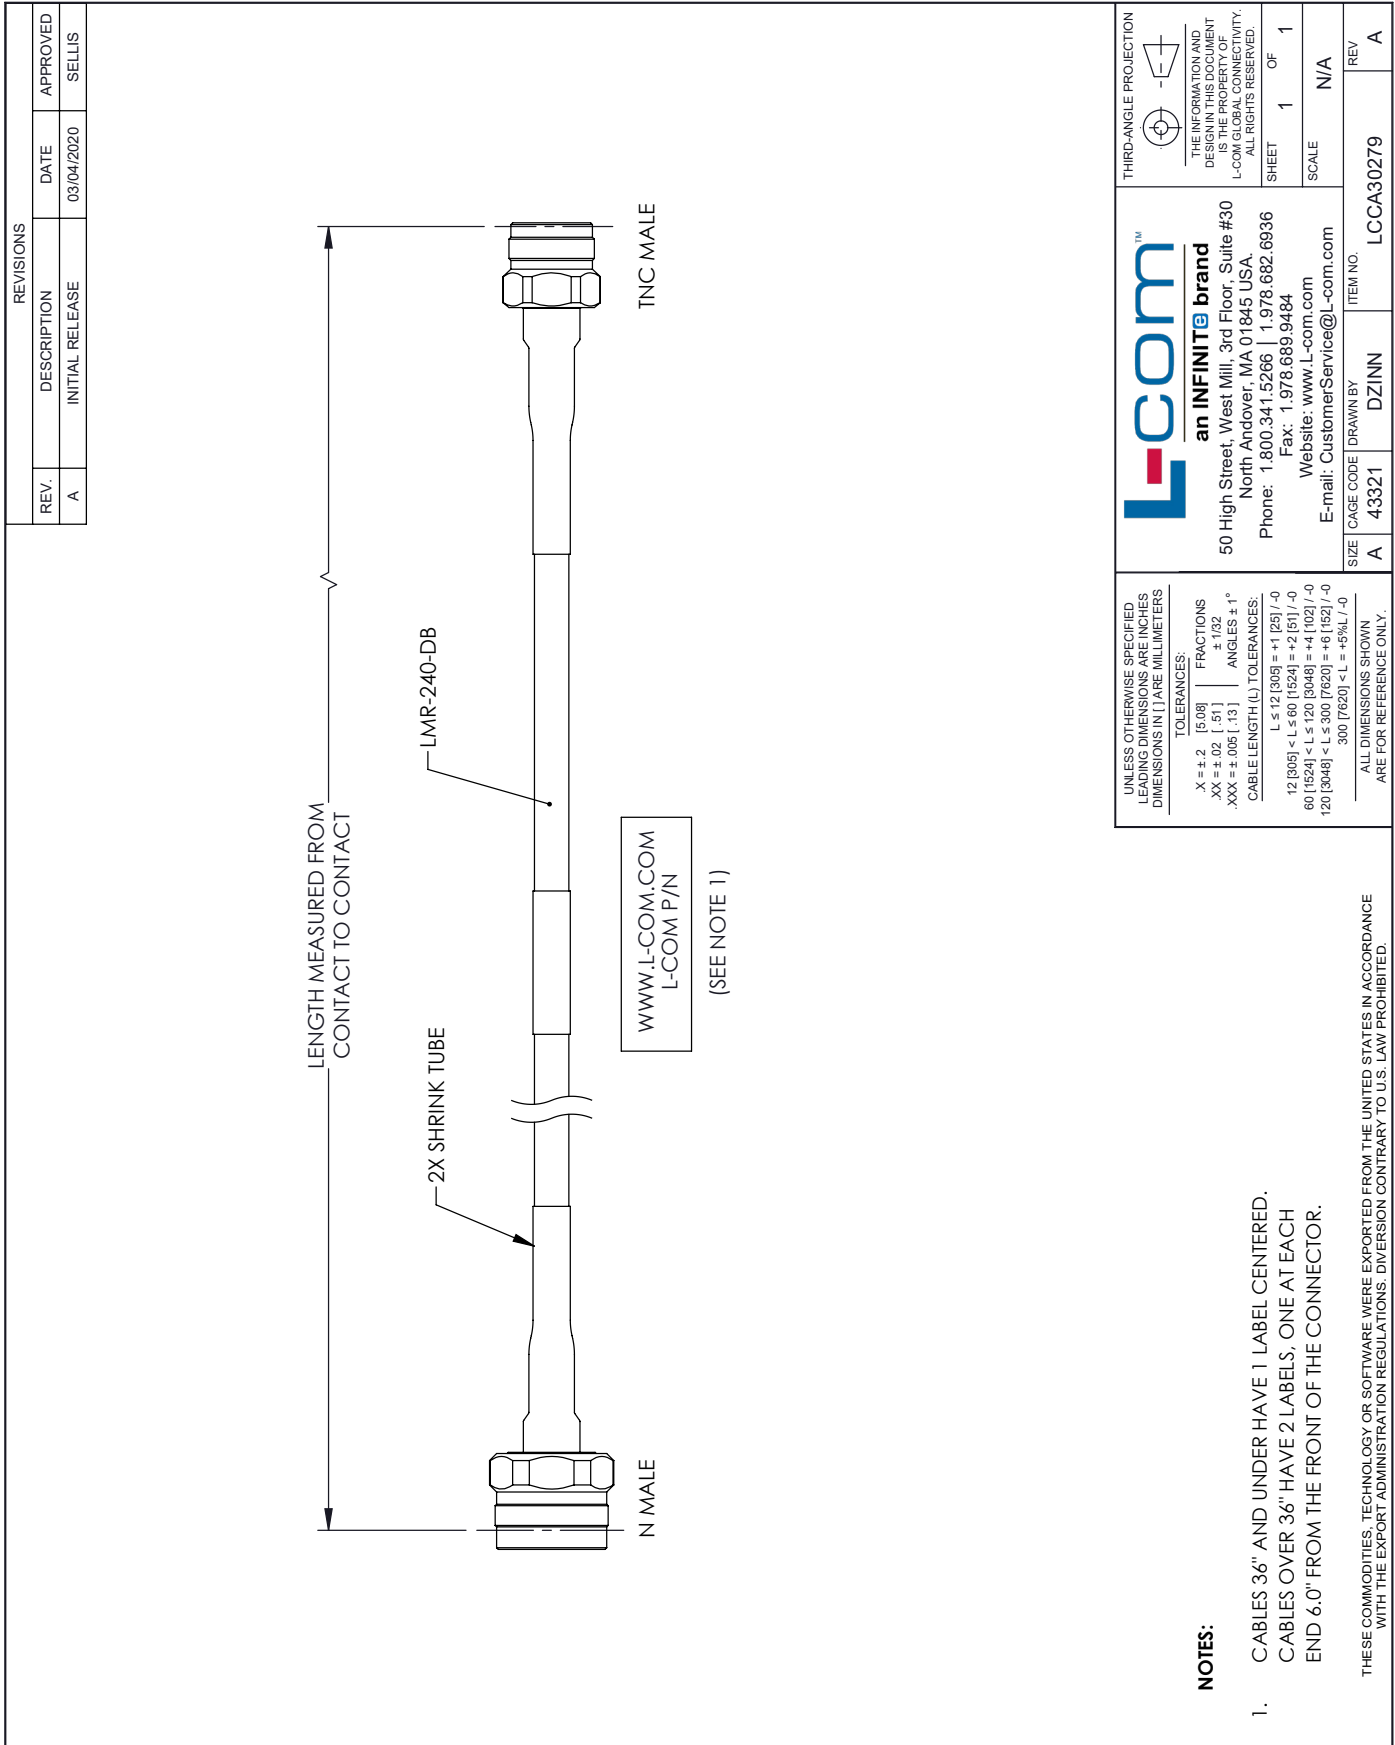 REVISIONS
REV. DESCRIPTION DATE APPROVED
A INITIAL RELEASE 03/04/2020 SELLIS
LENGTH MEASURED FROM
CONTACT TO CONTACT
2X SHRINK TUBE
LMR-240-DB
N MALE
TNC MALE
WWW.L-COM.COM
L-COM P/N
(SEE NOTE 1)
NOTES:
1. CABLES 36" AND UNDER HAVE 1 LABEL CENTERED.
CABLES OVER 36" HAVE 2 LABELS, ONE AT EACH
END 6.0" FROM THE FRONT OF THE CONNECTOR.
THESE COMMODITIES, TECHNOLOGY OR SOFTWARE WERE EXPORTED FROM THE UNITED STATES IN ACCORDANCE
WITH THE EXPORT ADMINISTRATION REGULATIONS. DIVERSION CONTRARY TO U.S. LAW PROHIBITED.
UNLESS OTHERWISE SPECIFIED
LEADING DIMENSIONS ARE INCHES
DIMENSIONS IN [ ] ARE MILLIMETERS
TOLERANCES:
.X = ± .2 [5.08] FRACTIONS
.XX = ± .02 [ .51 ] ± 1/32
.XXX = ± .005 [ .13 ] ANGLES ± 1°
CABLE LENGTH (L) TOLERANCES:
L ≤ 12 [305] = +1 [25] / -0
12 [305] < L ≤ 60 [1524] = +2 [51] / -0
60 [1524] < L ≤ 120 [3048] = +4 [102] / -0
120 [3048] < L ≤ 300 [7620] = +6 [152] / -0
300 [7620] < L = +5%L / -0
ALL DIMENSIONS SHOWN
ARE FOR REFERENCE ONLY.
L-com™
an INFINITe brand
50 High Street, West Mill, 3rd Floor, Suite #30
North Andover, MA 01845 USA.
Phone: 1.800.341.5266 | 1.978.682.6936
Fax: 1.978.689.9484
Website: www.L-com.com
E-mail: CustomerService@L-com.com
THIRD-ANGLE PROJECTION
THE INFORMATION AND
DESIGN IN THIS DOCUMENT
IS THE PROPERTY OF
L-COM GLOBAL CONNECTIVITY.
ALL RIGHTS RESERVED.
SHEET 1 OF 1
SCALE N/A
SIZE A
CAGE CODE 43321
DRAWN BY DZINN
ITEM NO. LCCA30279
REV A